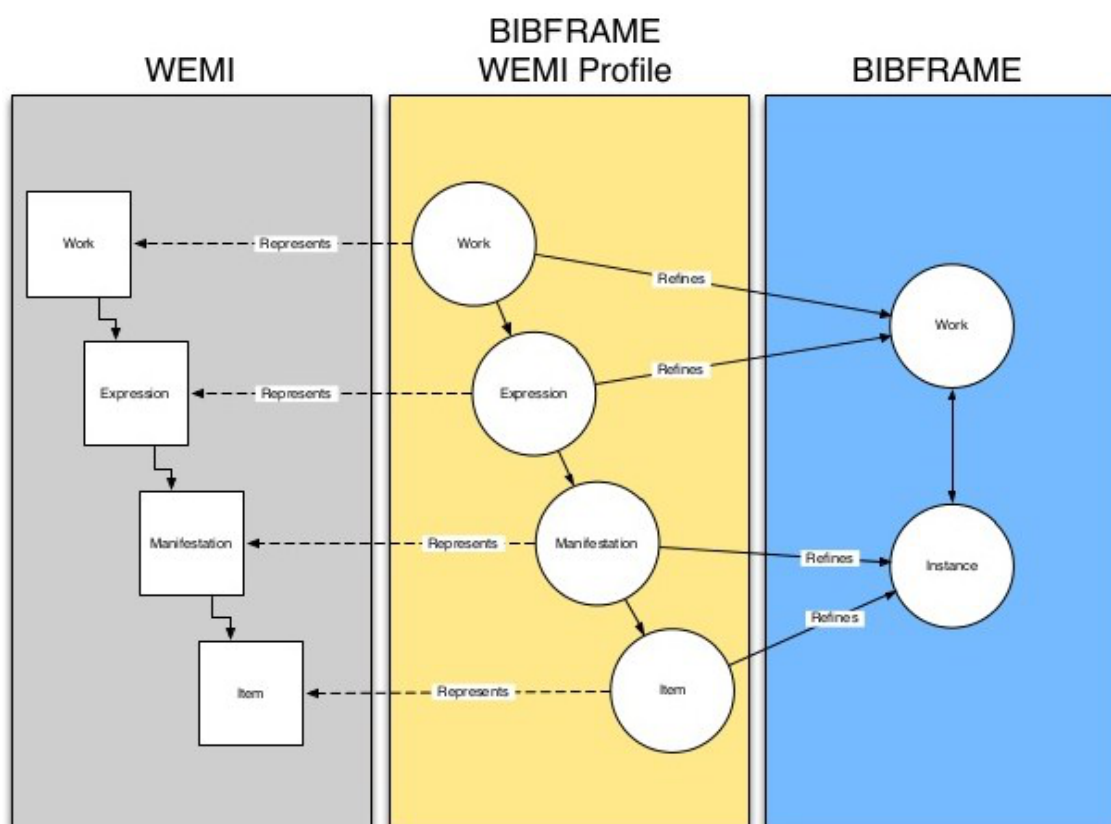 WEMI
BIBFRAME
WEMI Profile
BIBFRAME
Work
Represents
Work
Refines
Work
Expression
Represents
Expression
Refines
Manifestation
Represents
Manifestation
Refines
Instance
Refines
Item
Represents
Item